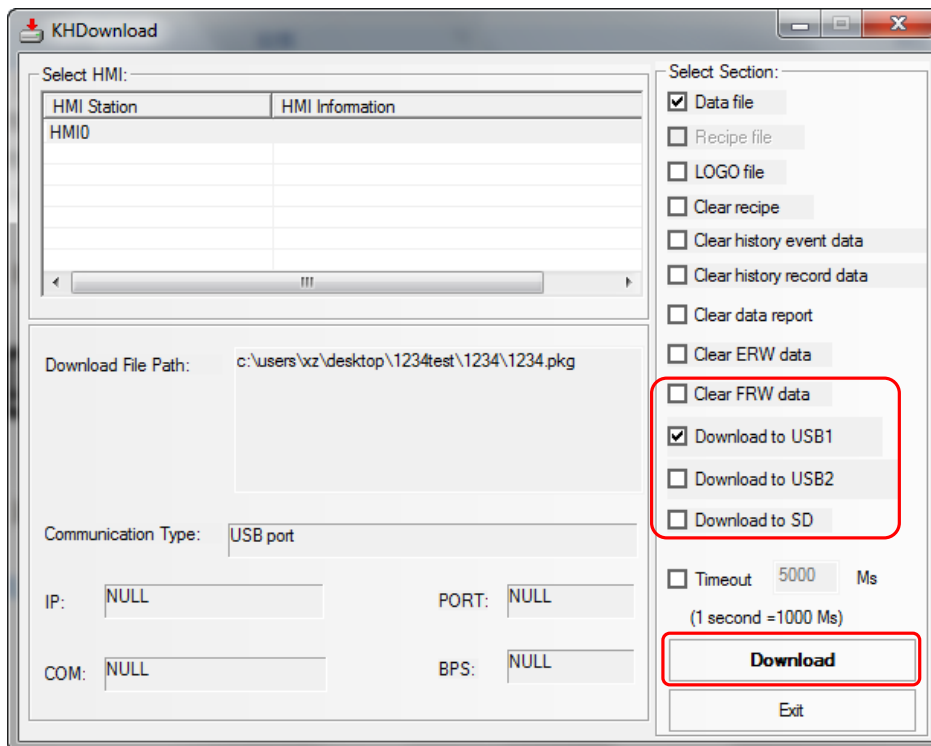 KHDownload
Select HMI:
HMI Station HMI Information
HMI0
Download File Path: c:\users\xz\desktop\1234test\1234\1234.pkg
Communication Type: USB port
IP: NULL PORT: NULL
COM: NULL BPS: NULL
Select Section:
Data file
Recipe file
LOGO file
Clear recipe
Clear history event data
Clear history record data
Clear data report
Clear ERW data
Clear FRW data
Download to USB1
Download to USB2
Download to SD
Timeout 5000 Ms
(1 second =1000 Ms)
Download
Exit